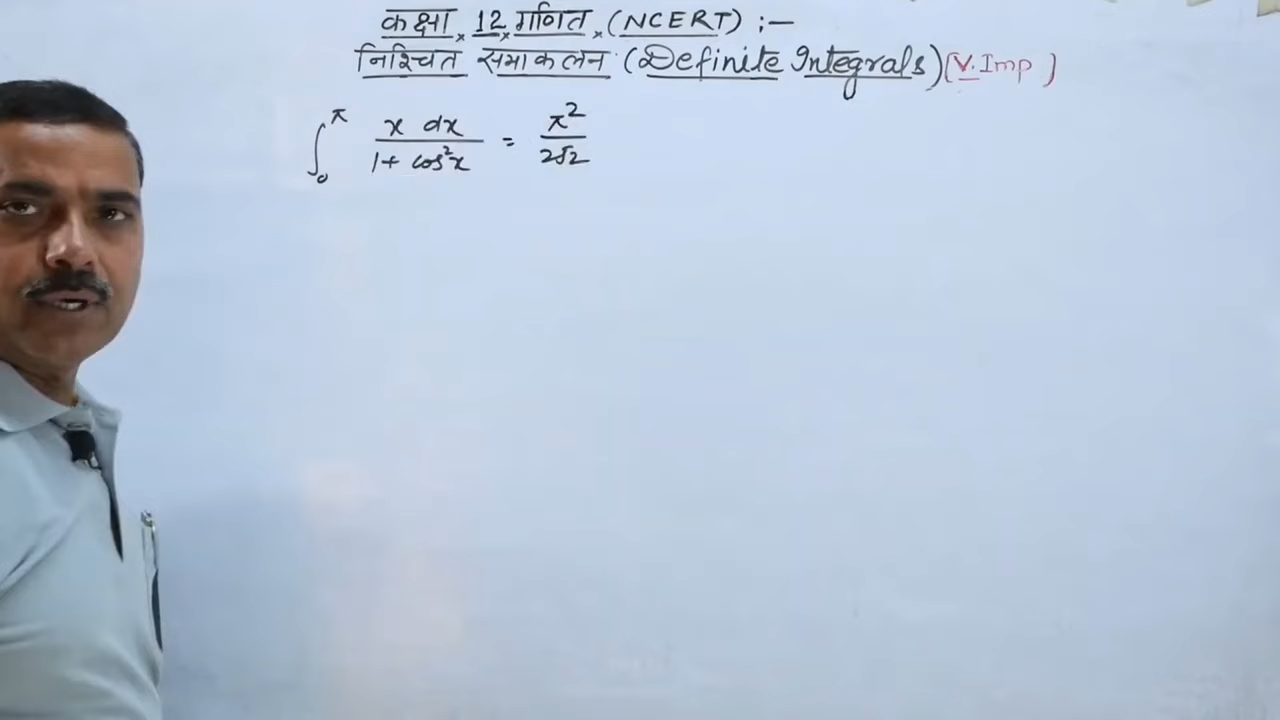 कक्षा × 12 × गणित × (NCERT) :—
निश्चित समाकलन (Definite Integrals) [V. Imp )
∫₀^π x dx / 1 + cos²x = π² / 2√2